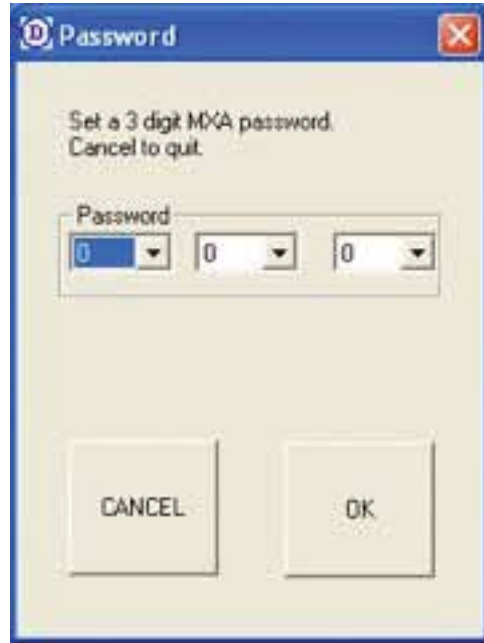 D Password
Set a 3 digit MXA password.
Cancel to quit.
Password
0 0 0
CANCEL OK